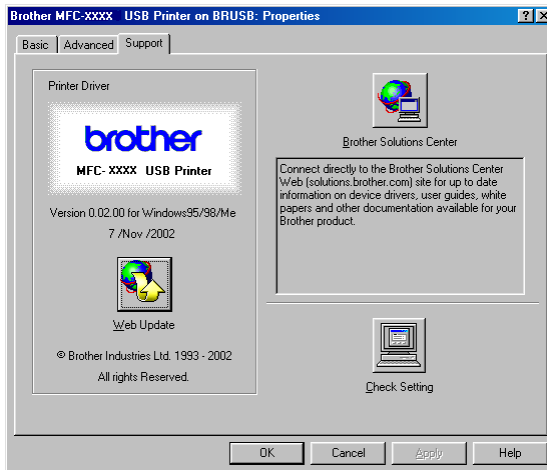 Brother MFC-XXXX USB Printer on BRUSB: Properties
Basic
Advanced
Support
Printer Driver
brother
MFC- XXXX USB Printer
Version 0.02.00 for Windows95/98/Me
7 /Nov /2002
Web Update
© Brother Industries Ltd. 1993 - 2002
All rights Reserved.
Brother Solutions Center
Connect directly to the Brother Solutions Center
Web (solutions.brother.com) site for up to date
information on device drivers, user guides, white
papers and other documentation available for your
Brother product.
Check Setting
OK
Cancel
Apply
Help